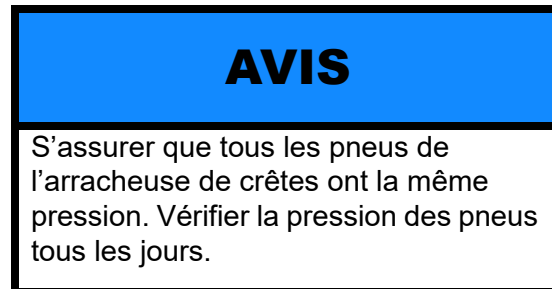 AVIS
S’assurer que tous les pneus de
l’arracheuse de crêtes ont la même
pression. Vérifier la pression des pneus
tous les jours.